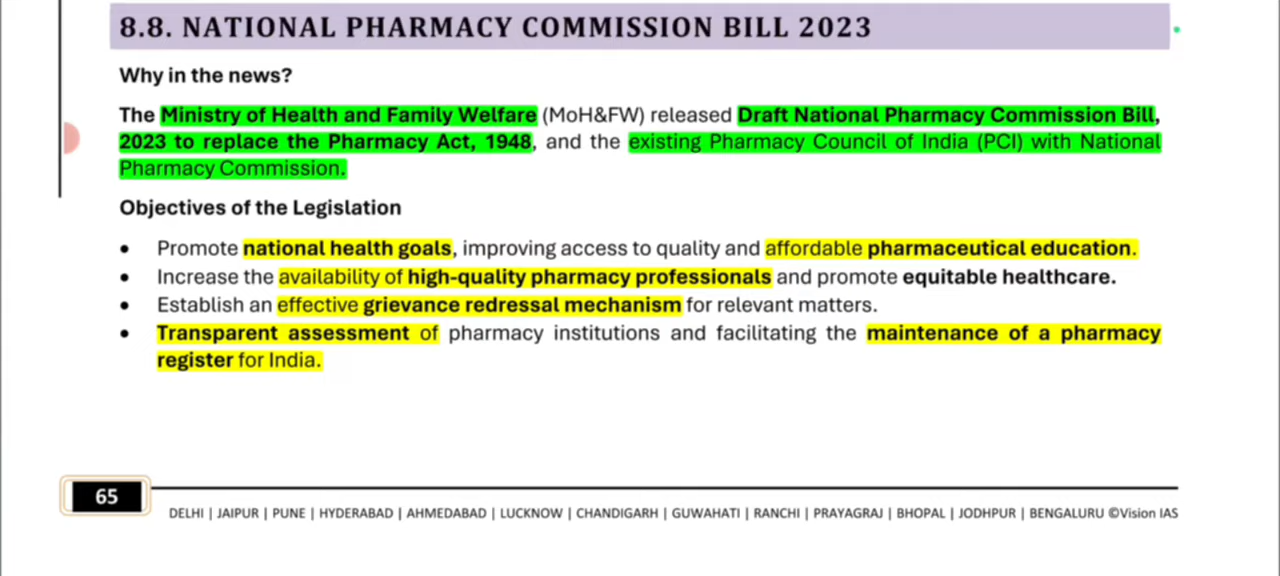 8.8. NATIONAL PHARMACY COMMISSION BILL 2023
Why in the news?
The Ministry of Health and Family Welfare (MoH&FW) released Draft National Pharmacy Commission Bill,
2023 to replace the Pharmacy Act, 1948, and the existing Pharmacy Council of India (PCI) with National
Pharmacy Commission.
Objectives of the Legislation
• Promote national health goals, improving access to quality and affordable pharmaceutical education.
• Increase the availability of high-quality pharmacy professionals and promote equitable healthcare.
• Establish an effective grievance redressal mechanism for relevant matters.
• Transparent assessment of pharmacy institutions and facilitating the maintenance of a pharmacy
register for India.
65
DELHI | JAIPUR | PUNE | HYDERABAD | AHMEDABAD | LUCKNOW | CHANDIGARH | GUWAHATI | RANCHI | PRAYAGRAJ | BHOPAL | JODHPUR | BENGALURU ©Vision IAS